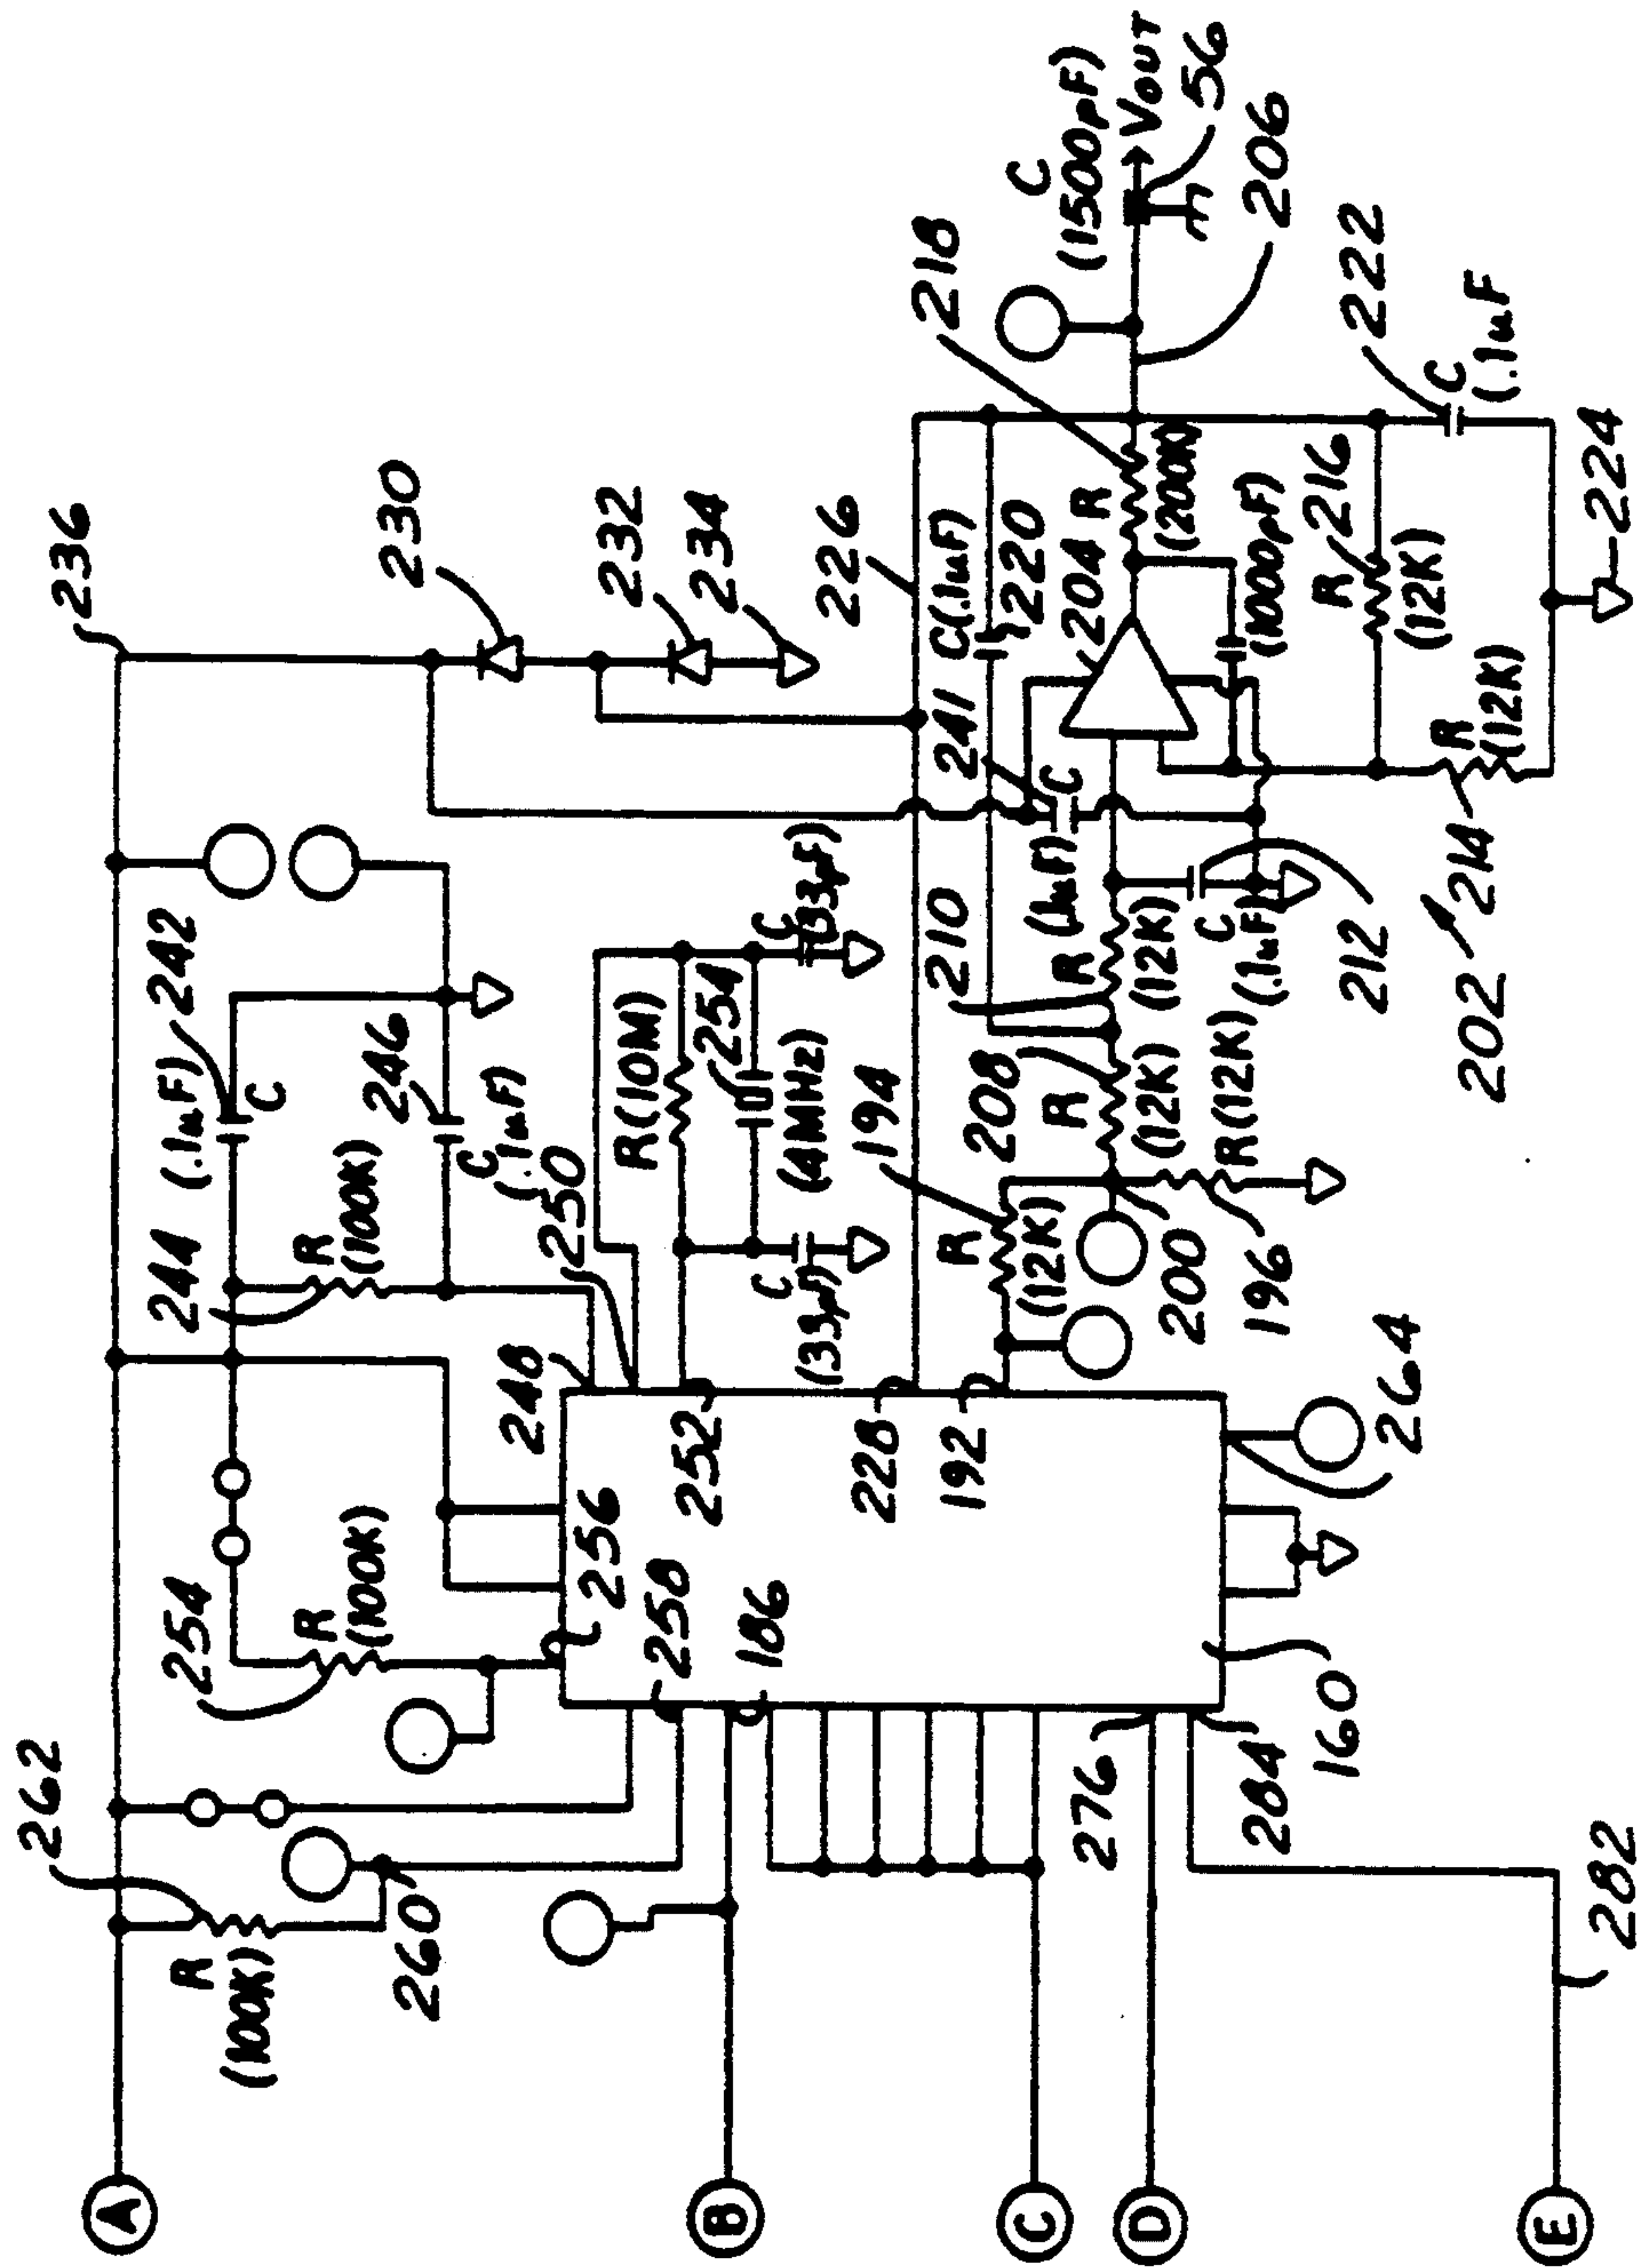 236
262
242
(.1uF)
C
244
254
R
(100K)
R
(100K)
R
(100K)
246
C
(.1uF)
230
232
234
260
250
248
256
258
186
252
228
192
R(10M)
254
(4MHz)
C
(33pF)
C
(33pF)
194
R
(12K)
208
R
(12K)
210
R
(12K)
R(12K)
200
196
226
241
C(.1uF)
220
C
(.1uF)
204
R
(200K)
218
C
(1500pF)
VOUT
56
206
(1000pF)
216
R
(12K)
222
C
(.1uF
224
R
(12K)
214
202
212
C
(.1uF)
276
284
160
264
282
A
B
C
D
E